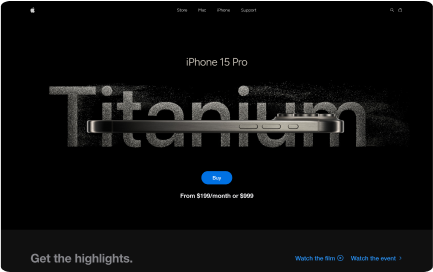 Store Mac iPhone Support
iPhone 15 Pro
Titanium
Buy
From $199/month or $999
Get the highlights.
Watch the film Watch the event